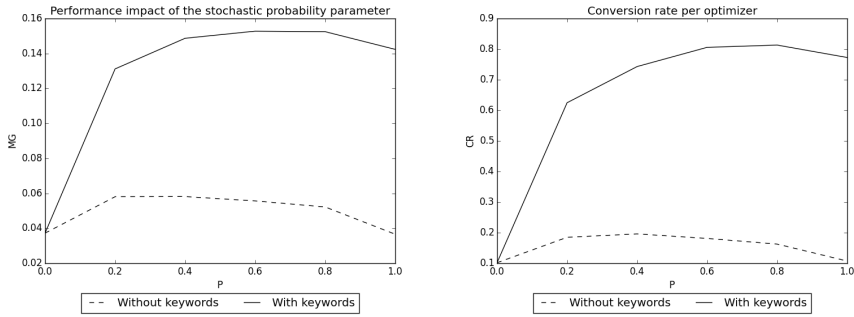 Performance impact of the stochastic probability parameter
0.16
0.14
0.12
0.10
0.08
0.06
0.04
0.02
MG
0.0 0.2 0.4 0.6 0.8 1.0
P
Without keywords With keywords
Conversion rate per optimizer
0.9
0.8
0.7
0.6
0.5
0.4
0.3
0.2
0.1
CR
0.0 0.2 0.4 0.6 0.8 1.0
P
Without keywords With keywords